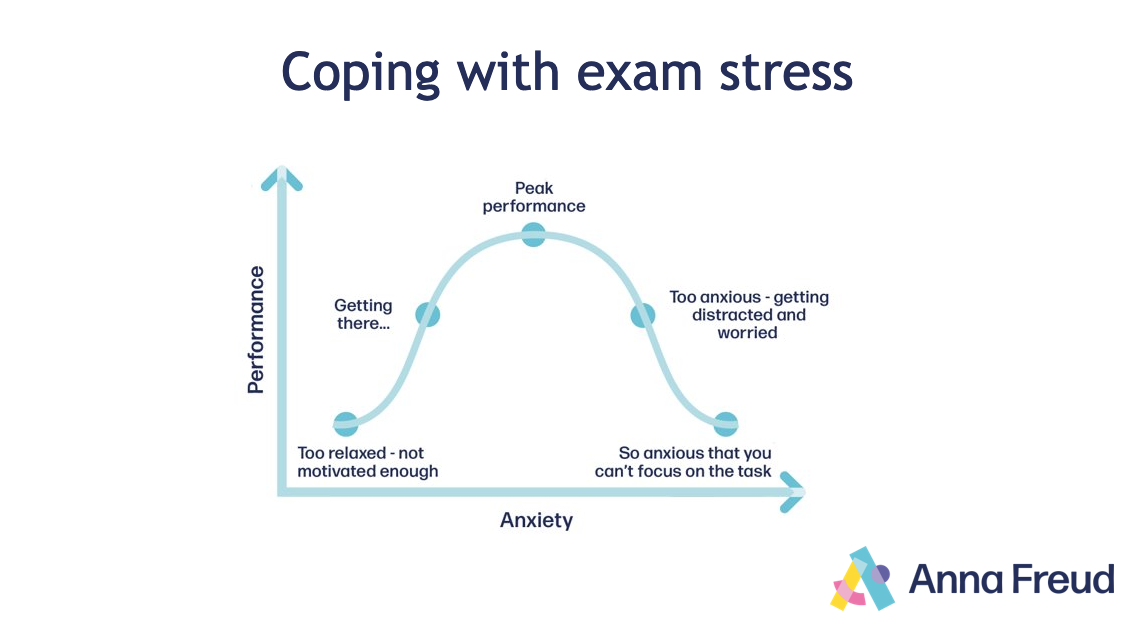 Coping with exam stress
Peak
performance
Getting
there...
Too anxious - getting
distracted and
worried
Performance
Too relaxed - not
motivated enough
So anxious that you
can't focus on the task
Anxiety
Anna Freud